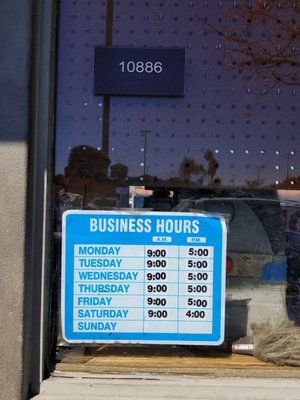 10886
BUSINESS HOURS
A.M. P.M.
MONDAY 9:00 5:00
TUESDAY 9:00 5:00
WEDNESDAY 9:00 5:00
THURSDAY 9:00 5:00
FRIDAY 9:00 5:00
SATURDAY 9:00 4:00
SUNDAY